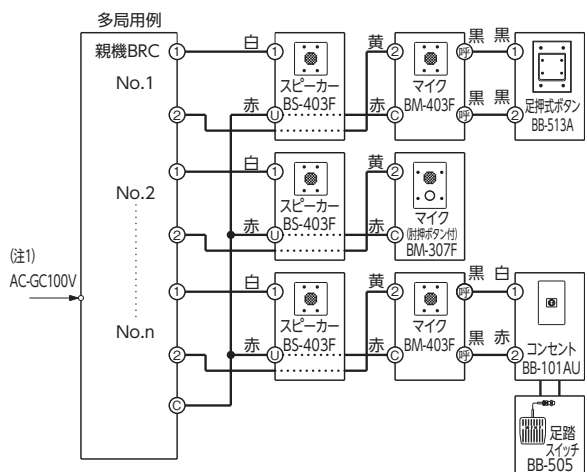 多局用例
親機BRC
No.1
No.2
No.n
(注1)
AC-GC100V
① 白 ① スピーカー BS-403F 黄 ② マイク BM-403F 呼 黒 黒 ① 足押式ボタン BB-513A
② 赤 U 赤 C 呼 黒 黒 ②
① 白 ① スピーカー BS-403F 黄 ② マイク (肘押ボタン付) BM-307F
② 赤 U 赤 C
① 白 ① スピーカー BS-403F 黄 ② マイク BM-403F 呼 黒 白 ① コンセント BB-101AU
② 赤 U 赤 C 呼 黒 赤 ②
C
足踏
スイッチ
BB-505